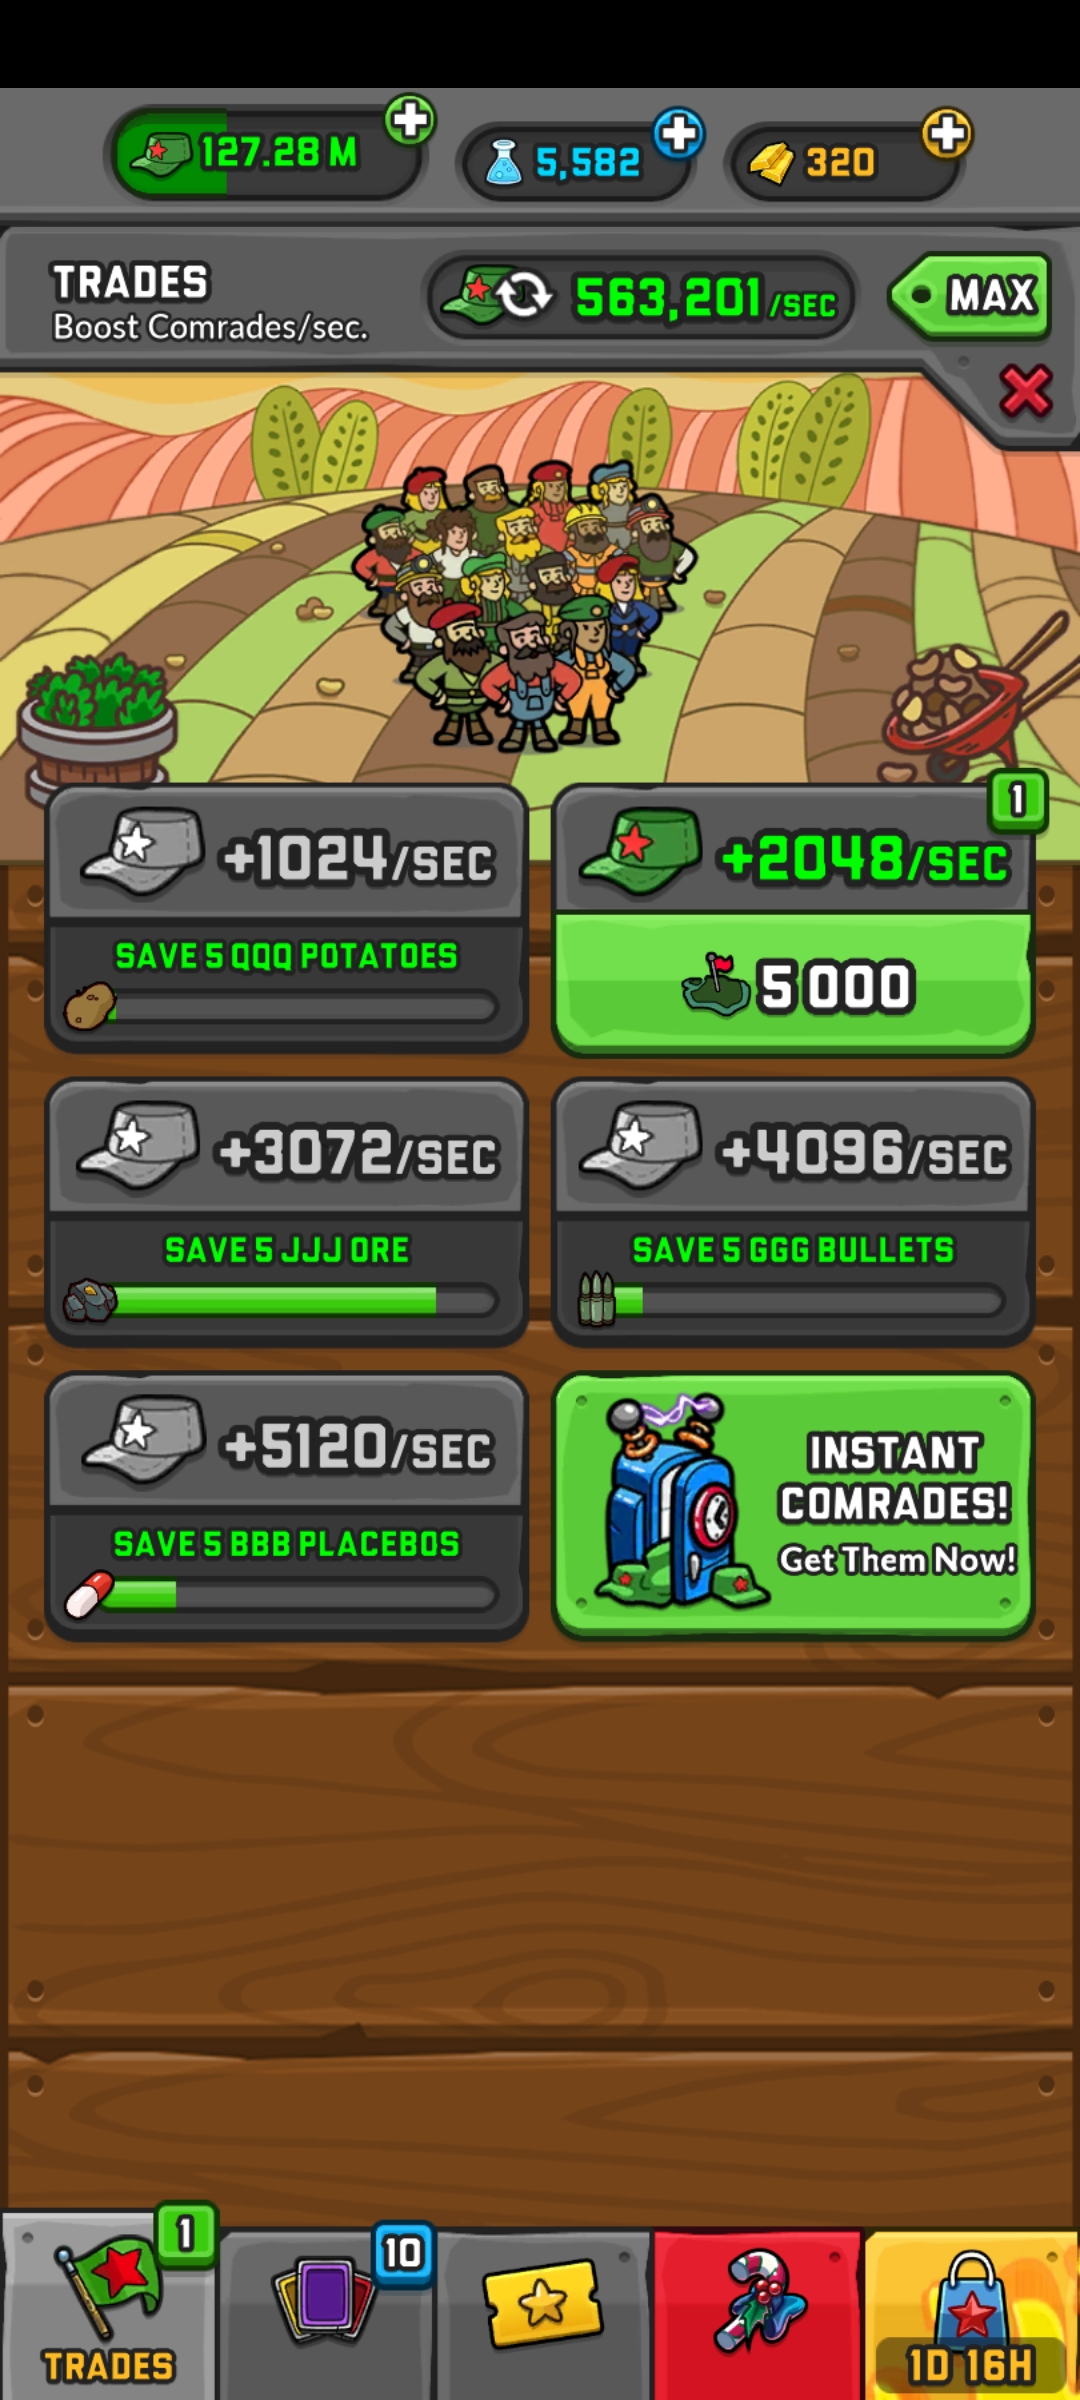 127.28 M
5,582
320
TRADES
Boost Comrades/sec.
563,201/SEC
MAX
1
+1024/SEC
+2048/SEC
SAVE 5 QQQ POTATOES
5 000
+3072/SEC
+4096/SEC
SAVE 5 JJJ ORE
SAVE 5 GGG BULLETS
+5120/SEC
INSTANT
COMRADES!
Get Them Now!
SAVE 5 BBB PLACEBOS
1
10
TRADES
1D 16H